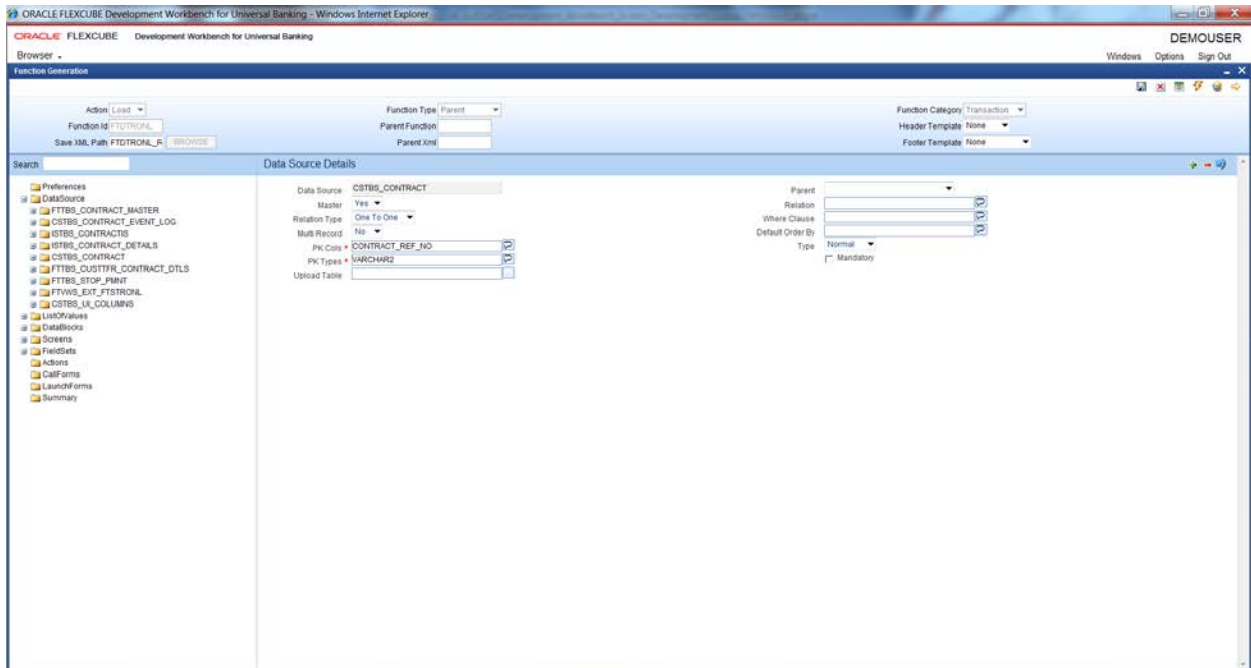 ORACLE FLEXCUBE Development Workbench for Universal Banking - Windows Internet Explorer
ORACLE FLEXCUBE Development Workbench for Universal Banking DEMOUSER
Browser Windows Options Sign Out
Function Generation
Action Load Function Type Parent Function Category Transaction
Function Id FTDTRONL Parent Function Header Template None
Save XML Path FTDTRONL_R BROWSE Parent Xml Footer Template None
Search Data Source Details
Preferences
DataSource
FTTBS_CONTRACT_MASTER
CSTBS_CONTRACT_EVENT_LOG
ISTBS_CONTRACTIS
ISTBS_CONTRACT_DETAILS
CSTBS_CONTRACT
FTTBS_CUSTTFR_CONTRACT_DTLS
FTTBS_STOP_PMNT
FTVWS_EXT_FTSTRONL
CSTBS_UI_COLUMNS
ListOfValues
DataBlocks
Screens
FieldSets
Actions
CallForms
LaunchForms
Summary
Data Source CSTBS_CONTRACT Parent
Master Yes Relation
Relation Type One To One Where Clause
Multi Record No Default Order By
PK Cols * CONTRACT_REF_NO Type Normal
PK Types * VARCHAR2 Mandatory
Upload Table